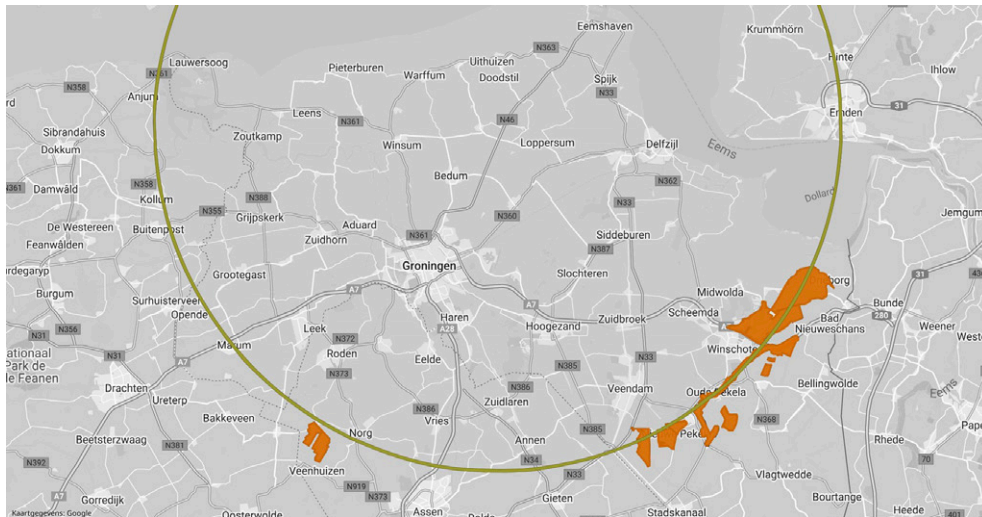 Eemshaven
Krummhörn
Hinte
Ihlow
Lauwersoog
N361
Pieterburen
Warffum
Uithuizen
Doodstil
N363
Spijk
N33
N358
Anjum
Leens
N361
N46
31
Emden
Sibrandahuis
Dokkum
Zoutkamp
Winsum
Loppersum
Delfzijl
Eems
N361
Damwâld
N358
Kollum
N388
Bedum
N362
Dollard
De Westereen
Feanwâlden
Buitenpost
N355
Grijpskerk
Aduard
Zuidhorn
N361
N360
N33
Siddeburen
N387
Jemgum
Burgum
Grootegast
Groningen
Slochteren
31
Surhuisterveen
Opende
A7
A7
Midwolda
Scheemda
Bunde
280
Bad
Nieuweschans
N356
N31
Haren
A28
Hoogezand
Zuidbroek
Weener
Marum
Leek
N372
Roden
N373
Eelde
Winschoten
N31
A7
N385
N33
Drachten
Ureterp
N386
Zuidlaren
Veendam
Oude Pekela
Bellingwolde
Eems
Bakkeveen
N386
Vries
N368
Beetsterzwaag
N381
Norg
Annen
N385
Rhede
N392
Veenhuizen
N34
N33
Vlagtwedde
70
A7
Gorredijk
N919
N373
Gieten
Bourtange
Oosterwolde
Assen
Stadskanaal
Heede
401
Kaartgegevens: Google